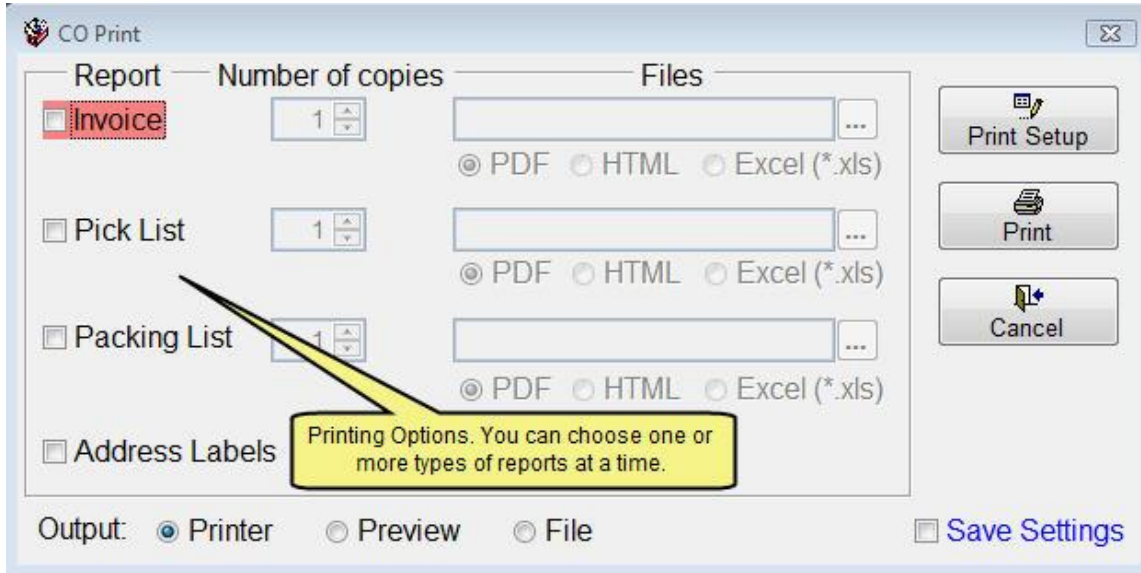 CO Print
Report Number of copies Files
Invoice 1 ...
PDF HTML Excel (*.xls)
Print Setup
Pick List 1 ...
PDF HTML Excel (*.xls)
Print
Packing List 1 ...
PDF HTML Excel (*.xls)
Cancel
Address Labels
Printing Options. You can choose one or
more types of reports at a time.
Output: Printer Preview File Save Settings